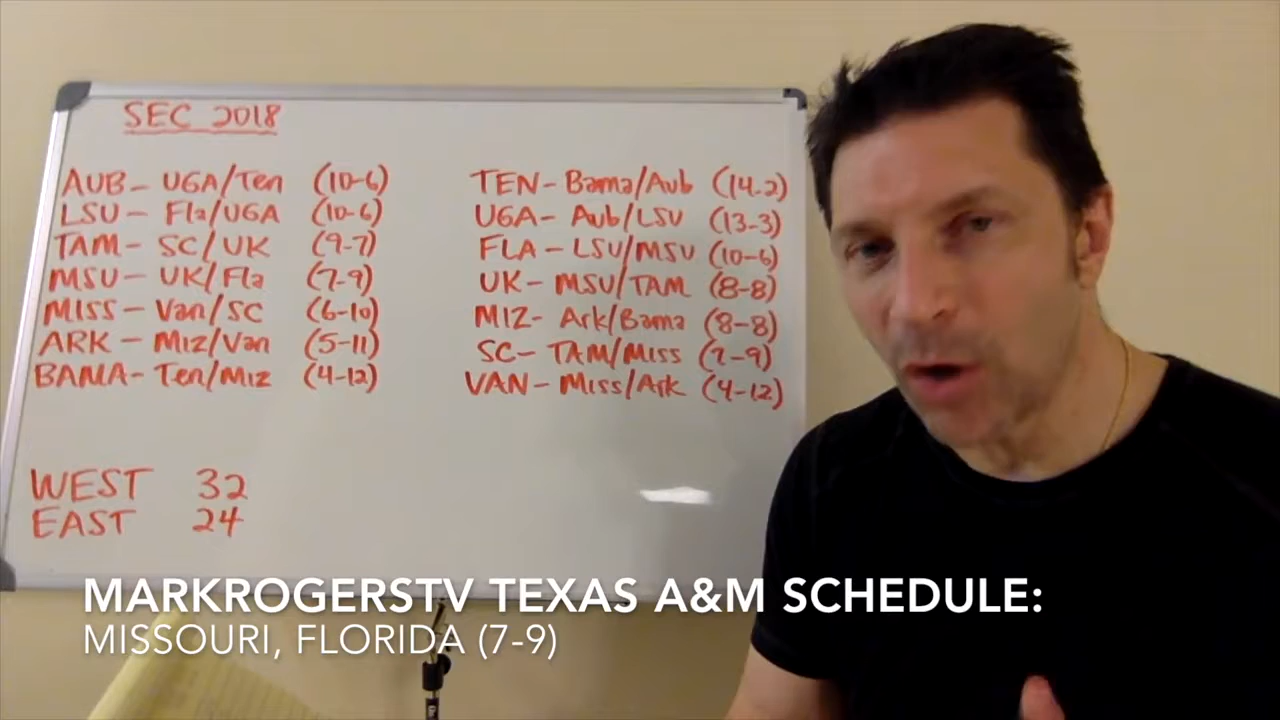 SEC 2018
AUB- UGA/Ten (10-6)
LSU- Fla/UGA (10-6)
TAM- SC/UK (9-7)
MSU- UK/Fla (7-9)
MISS- Van/SC (6-10)
ARK- Miz/Van (5-11)
BAMA- Ten/Miz (4-12)
TEN- Bama/Aub (14-2)
UGA- Aub/LSU (13-3)
FLA- LSU/MSU (10-6)
UK- MSU/TAM (8-8)
MIZ- Ark/Bama (8-8)
SC- TAM/Miss (7-9)
VAN- Miss/Ark (4-12)
WEST 32
EAST 24
MARKROGERSTV TEXAS A&M SCHEDULE:
MISSOURI, FLORIDA (7-9)